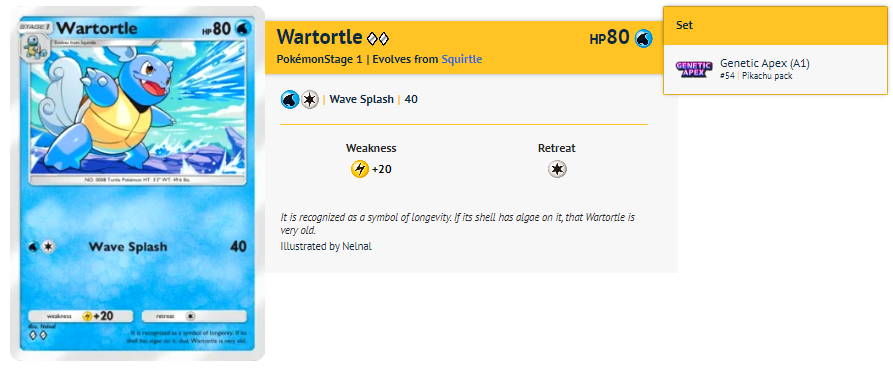 STAGE 1 Wartortle HP 80
Evolves from Squirtle
NO. 0008 Turtle Pokémon HT: 3'3" WT: 49.6 lbs.
Wave Splash 40
weakness +20 retreat
Illus. Nelnal
It is recognized as a symbol of longevity. If its
shell has algae on it, that Wartortle is very old.
Wartortle HP 80
PokémonStage 1 | Evolves from Squirtle
| Wave Splash | 40
Weakness Retreat
+20
It is recognized as a symbol of longevity. If its shell has algae on it, that Wartortle is
very old.
Illustrated by Nelnal
Set
GENETIC
APEX
Genetic Apex (A1)
#54 | Pikachu pack